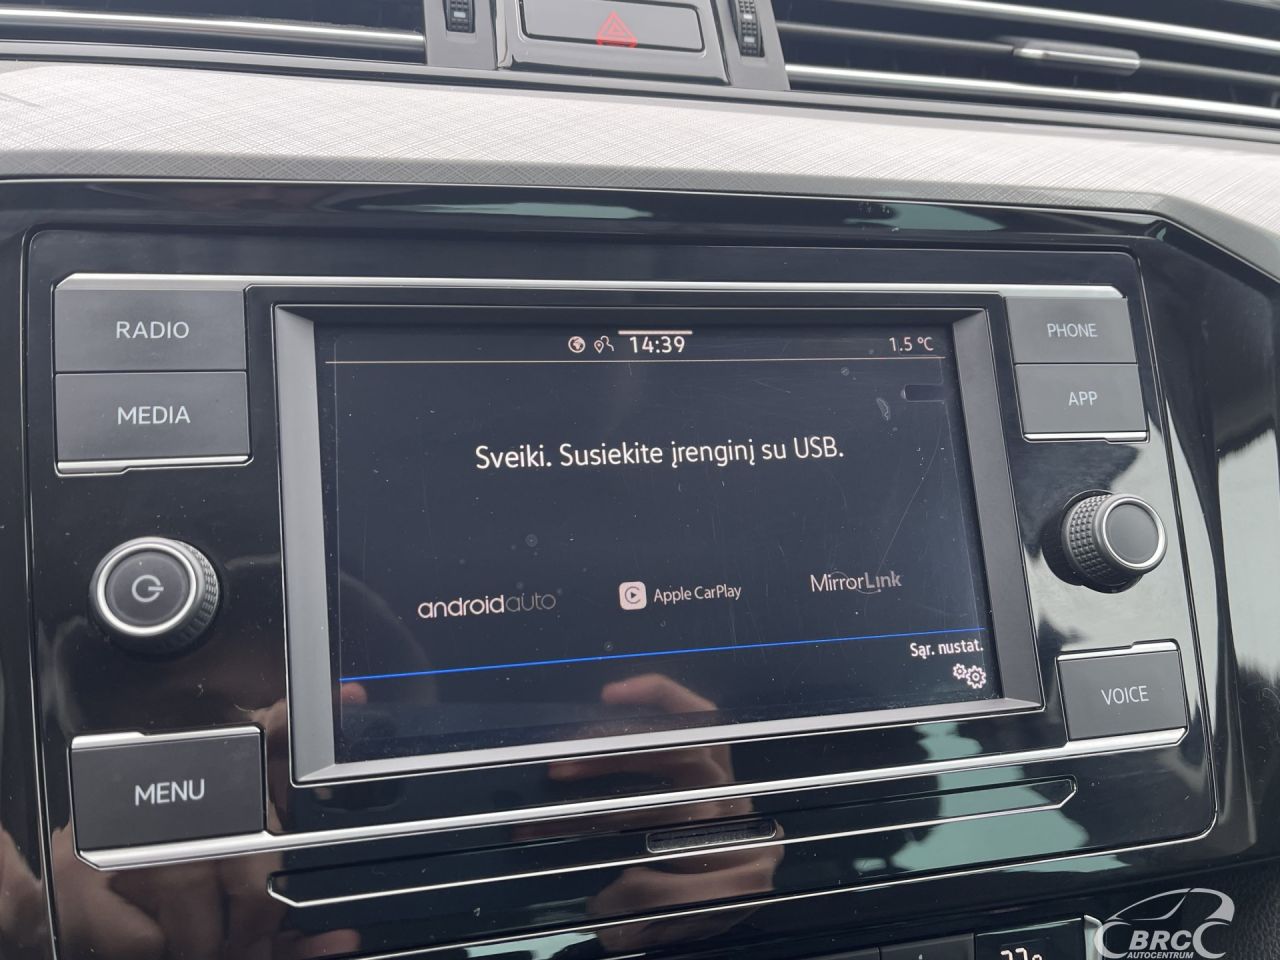 RADIO
MEDIA
MENU
PHONE
APP
VOICE
14:39
1.5 °C
Sveiki. Susiekite įrenginį su USB.
androidauto
Apple CarPlay
MirrorLink
Sąr. nustat.
BRC
AUTOCENTRUM